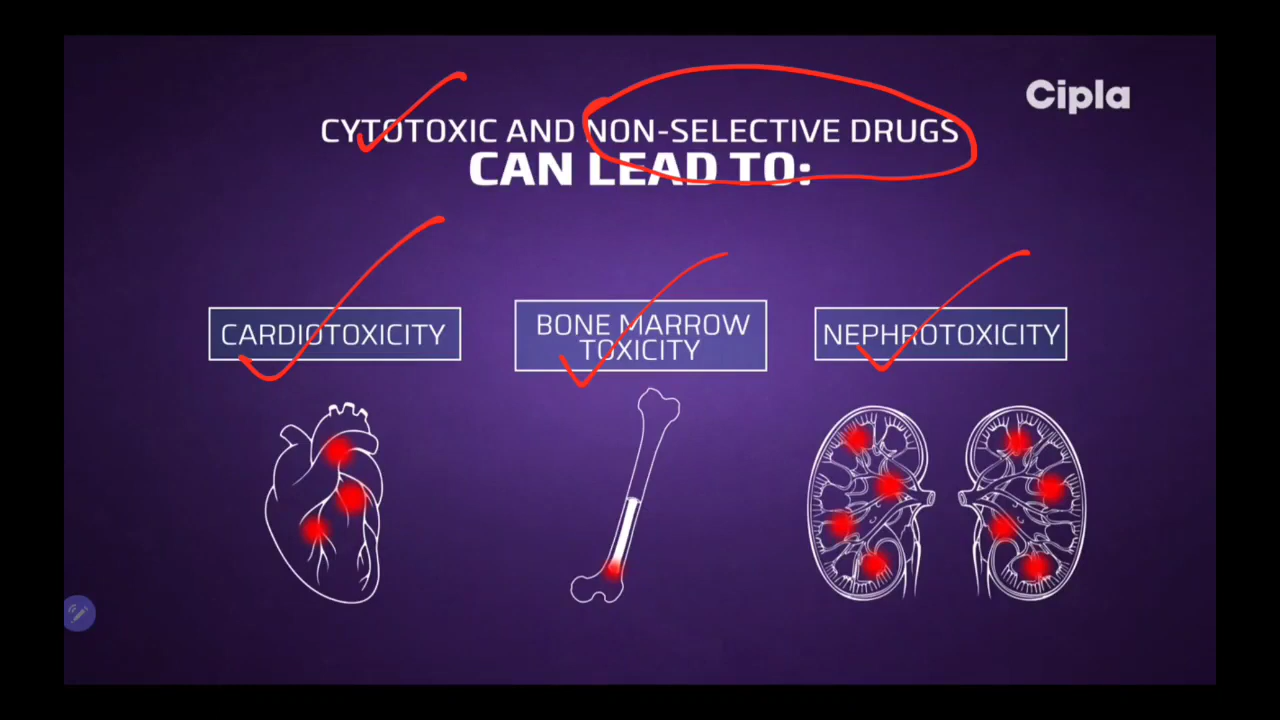 Cipla
CYTOTOXIC AND NON-SELECTIVE DRUGS
CAN LEAD TO:
CARDIOTOXICITY
BONE MARROW
TOXICITY
NEPHROTOXICITY